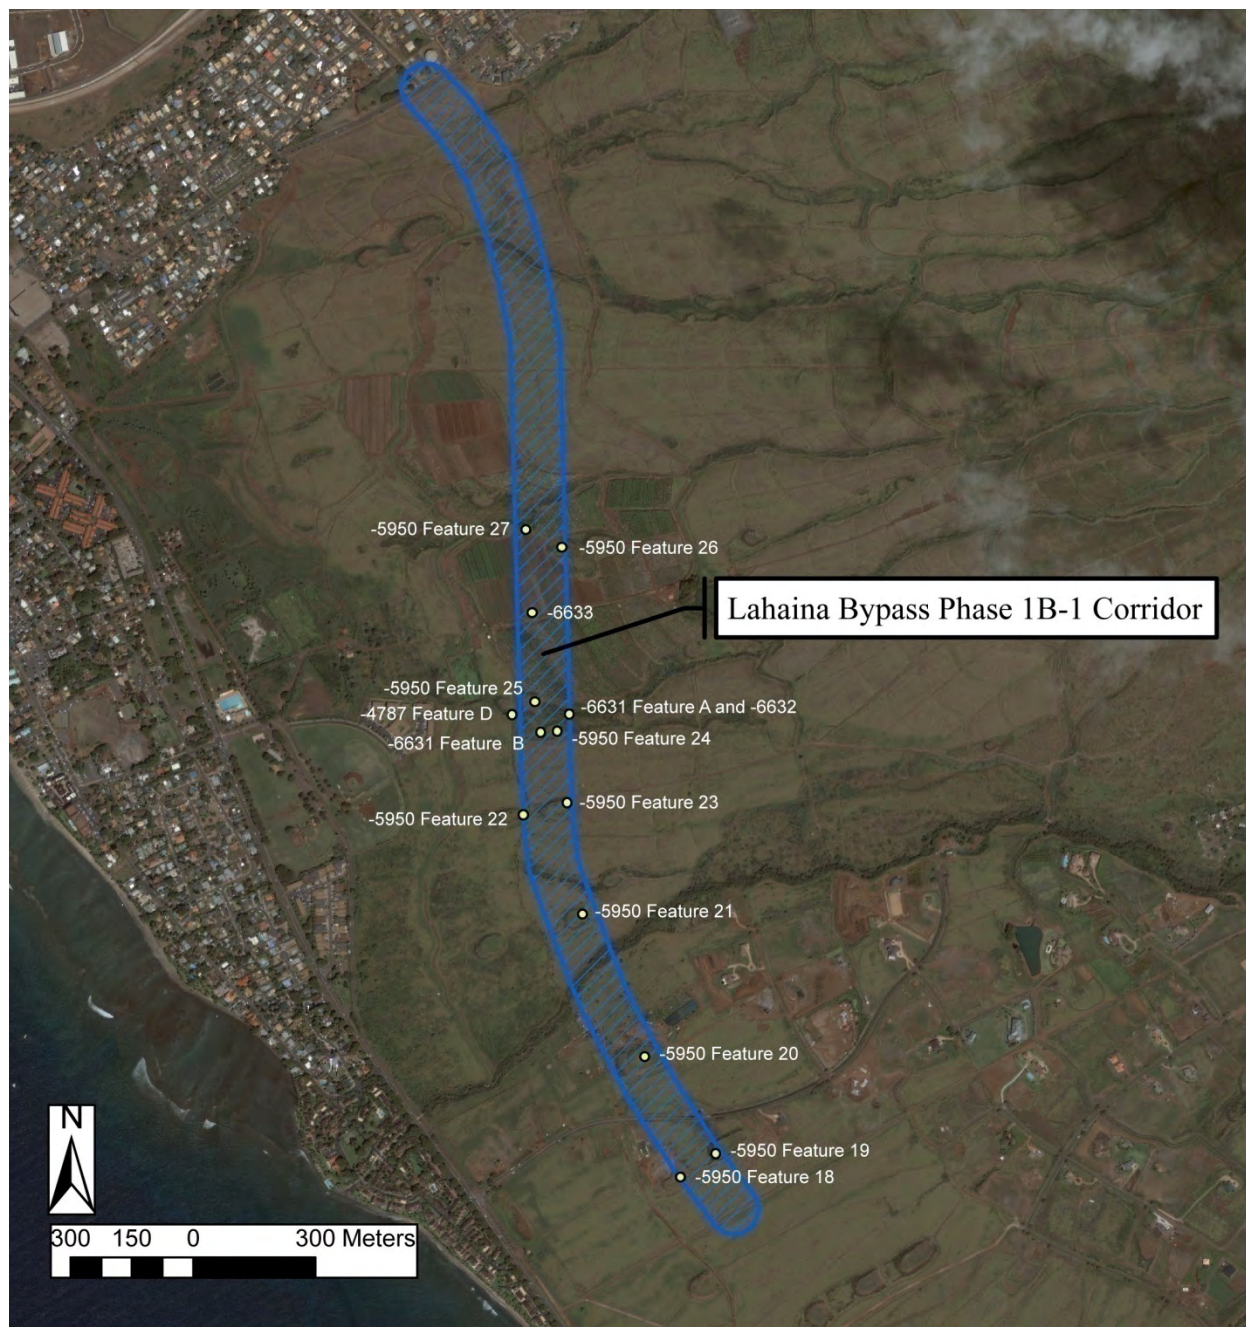 -5950 Feature 27
-5950 Feature 26
Lahaina Bypass Phase 1B-1 Corridor
-6633
-5950 Feature 25
-4787 Feature D
-6631 Feature A and -6632
-6631 Feature B
-5950 Feature 24
-5950 Feature 23
-5950 Feature 22
-5950 Feature 21
-5950 Feature 20
-5950 Feature 19
-5950 Feature 18
N
300 150 0 300 Meters